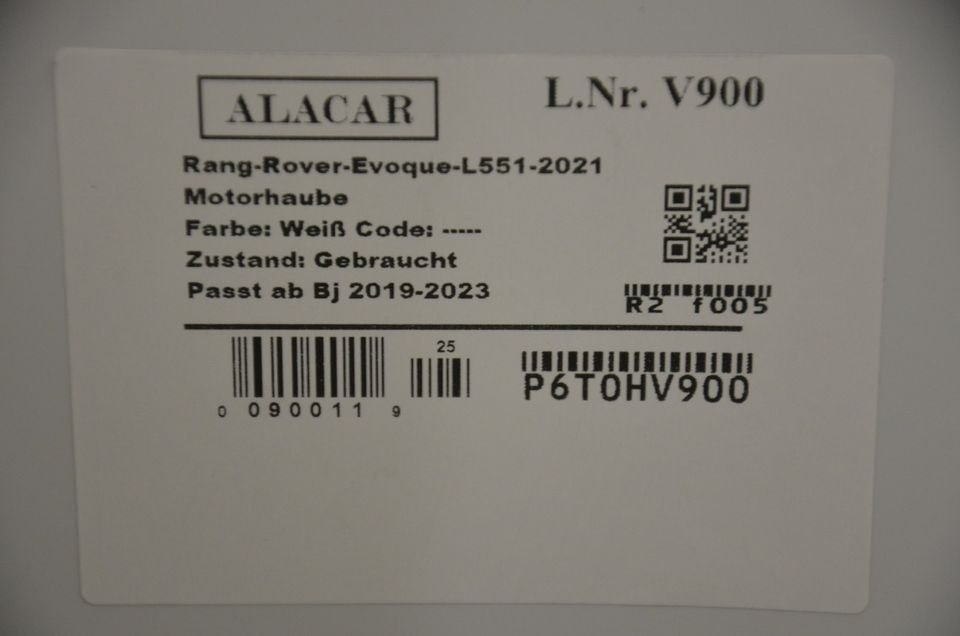 ALACAR
L.Nr. V900
Rang-Rover-Evoque-L551-2021
Motorhaube
Farbe: Weiß Code: -----
Zustand: Gebraucht
Passt ab Bj 2019-2023
R2 f005
25
0 090011 9
P6T0HV900